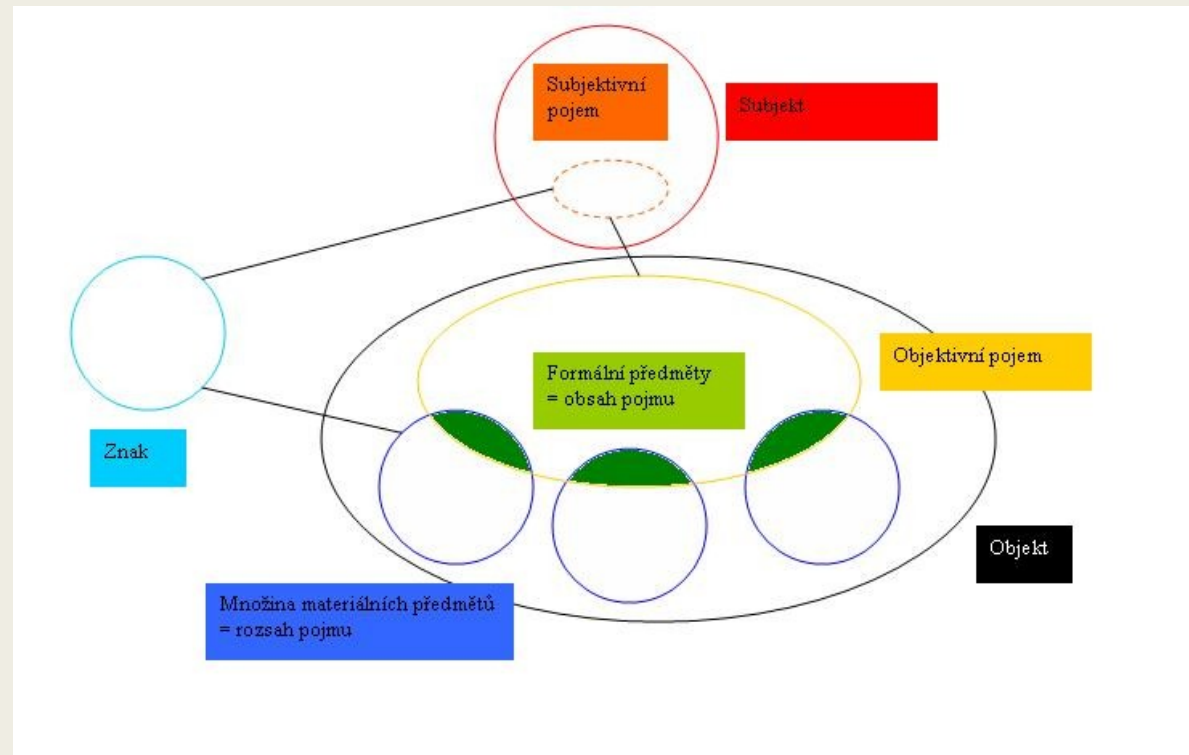 Subjektivní
pojem
Subjekt
Objektivní pojem
Formální předměty
= obsah pojmu
Znak
Objekt
Množina materiálních předmětů
= rozsah pojmu